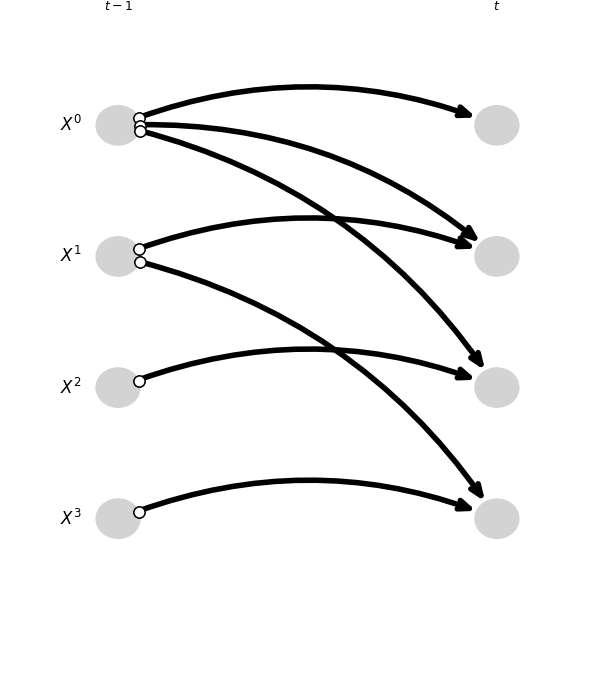 t − 1 t
X⁰
X¹
X²
X³